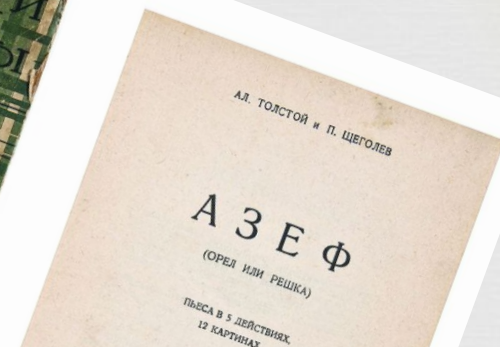 АЛ. ТОЛСТОЙ и П. ЩЕГОЛЕВ
АЗЕФ
(ОРЕЛ ИЛИ РЕШКА)
ПЬЕСА В 5 ДЕЙСТВИЯХ,
12 КАРТИНАХ